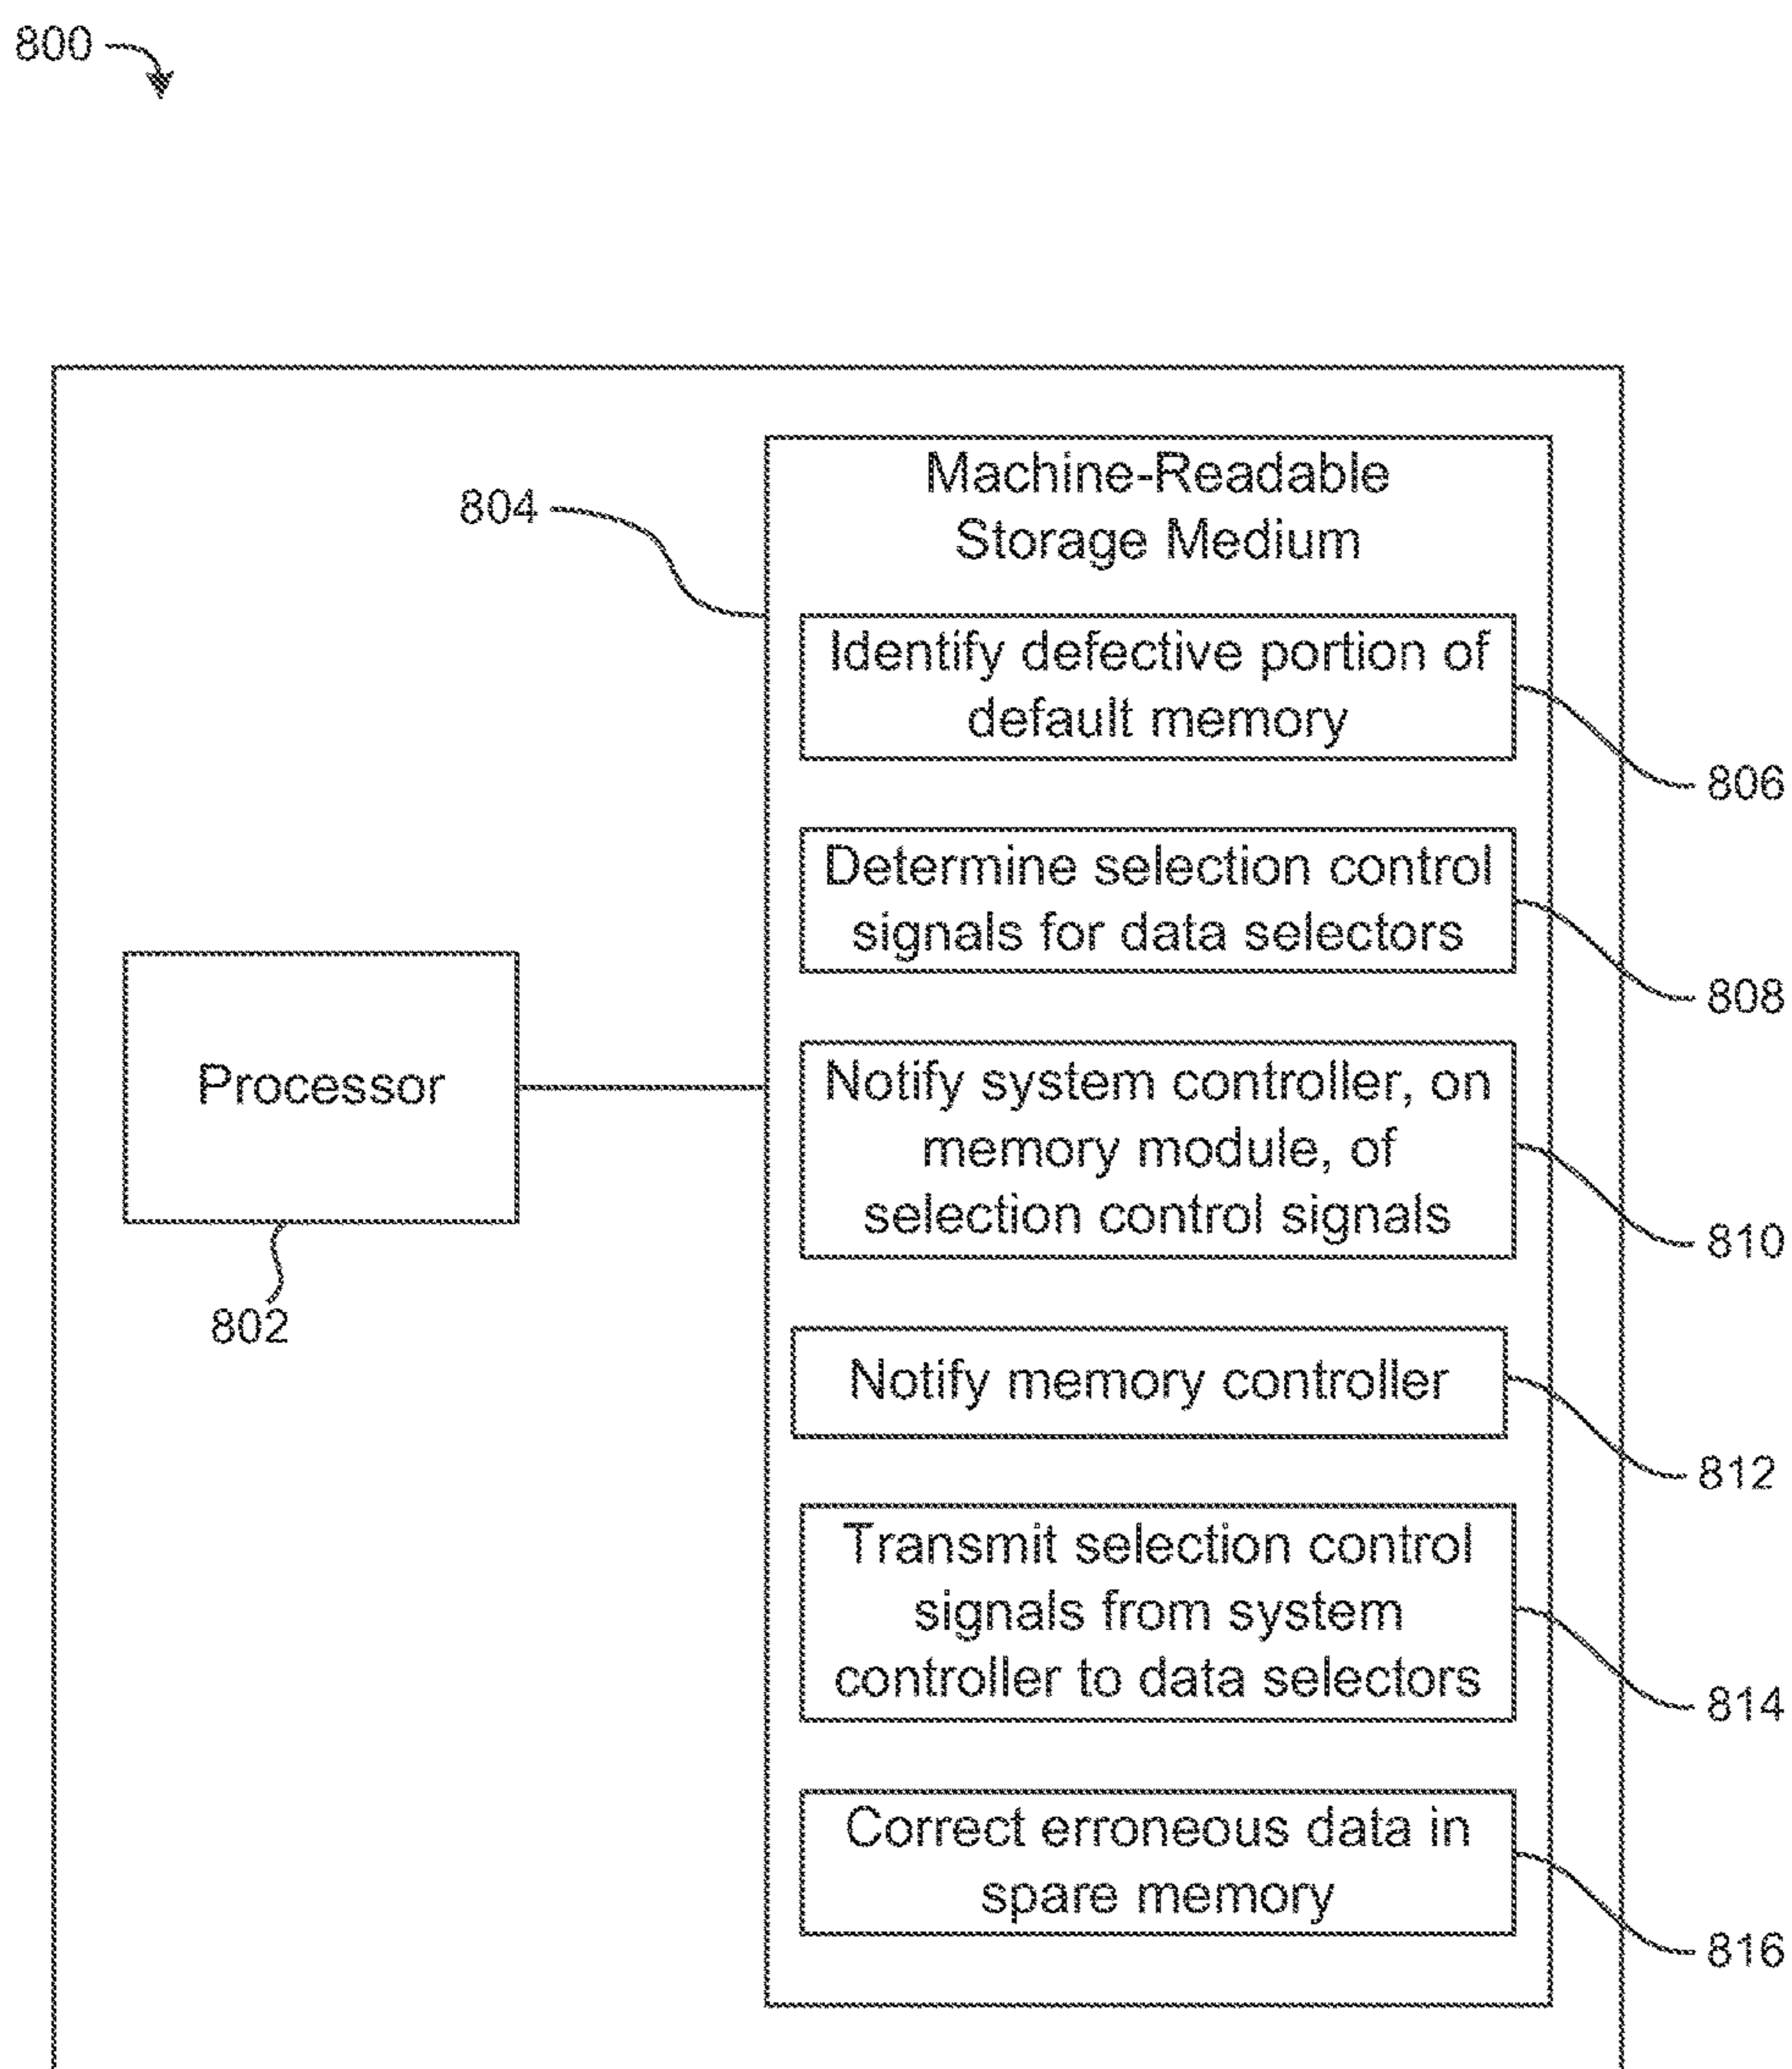 800
804
Machine-Readable
Storage Medium
Identify defective portion of
default memory
806
Determine selection control
signals for data selectors
808
Processor
802
Notify system controller, on
memory module, of
selection control signals
810
Notify memory controller
812
Transmit selection control
signals from system
controller to data selectors
814
Correct erroneous data in
spare memory
816